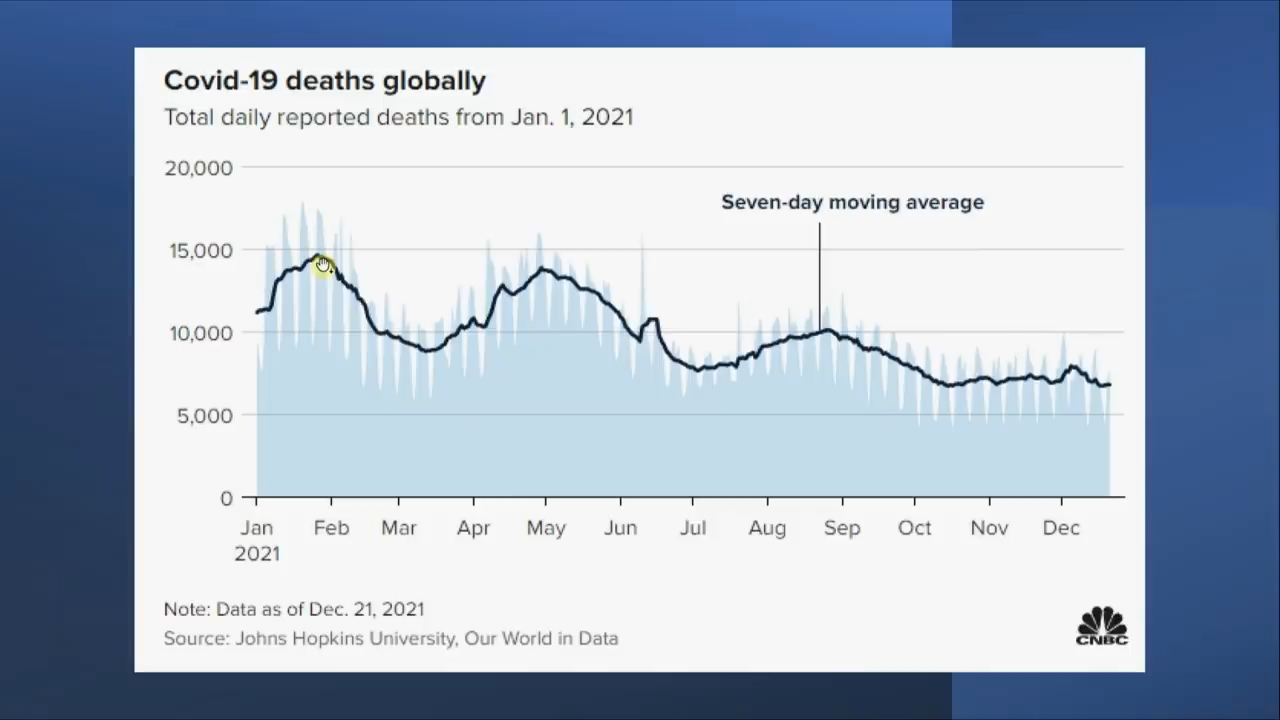 Covid-19 deaths globally
Total daily reported deaths from Jan. 1, 2021
20,000
Seven-day moving average
15,000
10,000
5,000
0
Jan Feb Mar Apr May Jun Jul Aug Sep Oct Nov Dec
2021
Note: Data as of Dec. 21, 2021
Source: Johns Hopkins University, Our World in Data
CNBC